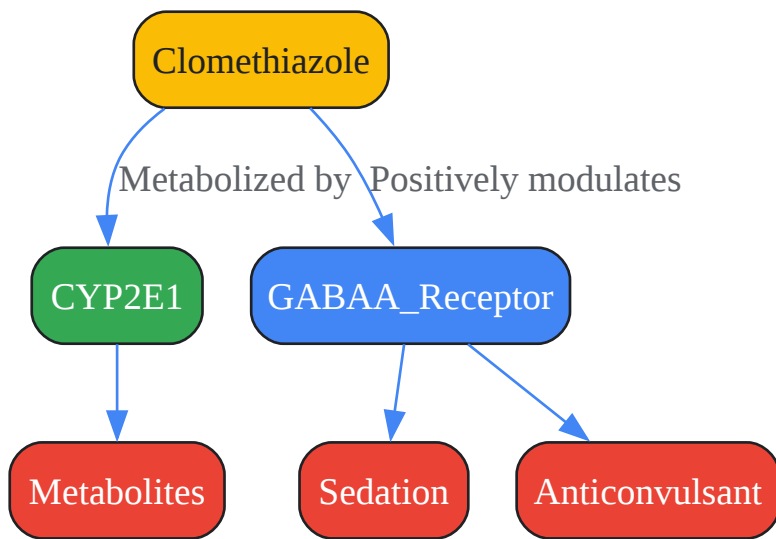 Clomethiazole
Metabolized by
Positively modulates
CYP2E1
GABAA_Receptor
Metabolites
Sedation
Anticonvulsant